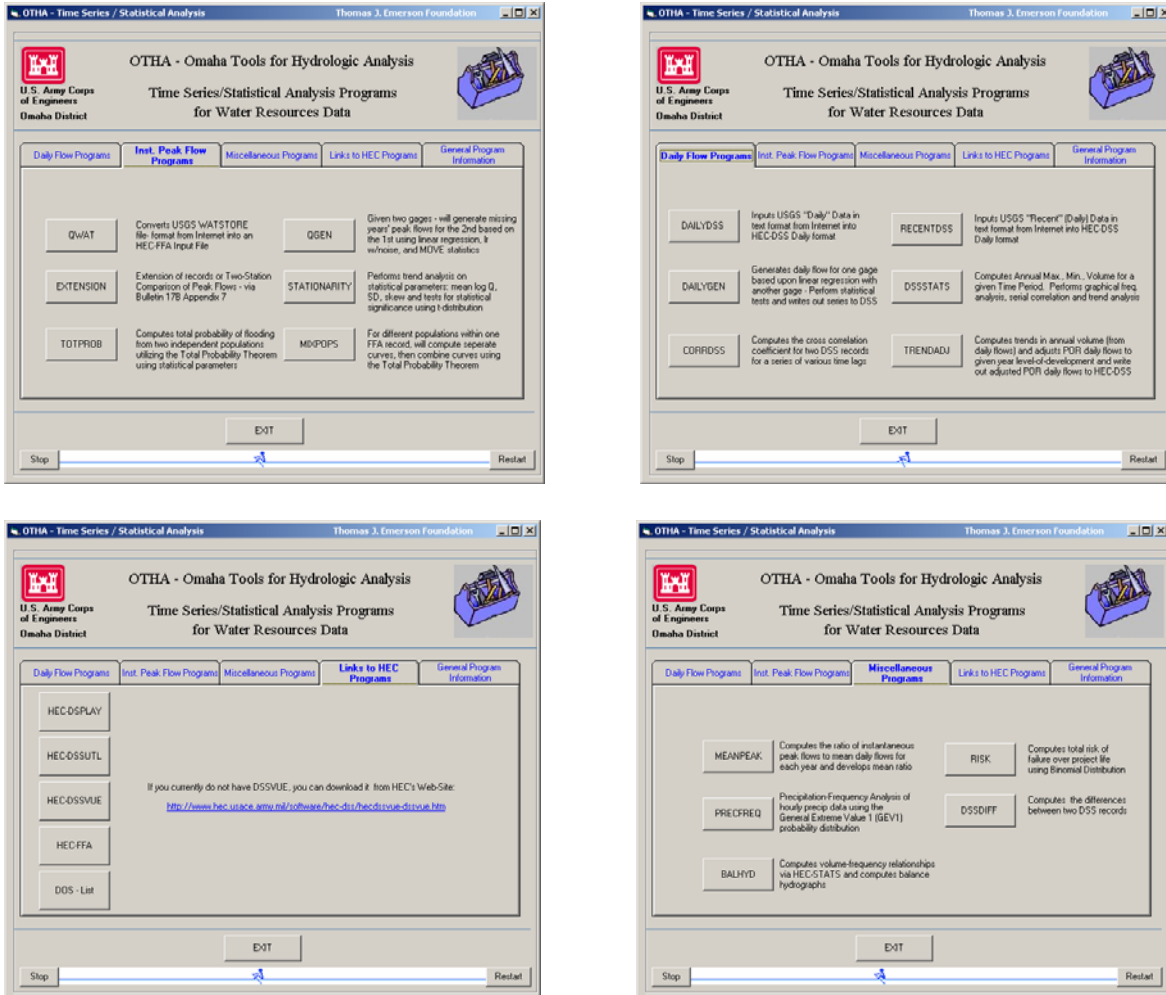 OTHA - Time Series / Statistical Analysis Thomas J. Emerson Foundation
U.S. Army Corps
of Engineers
Omaha District
OTHA - Omaha Tools for Hydrologic Analysis
Time Series/Statistical Analysis Programs
for Water Resources Data
Daily Flow Programs
Inst. Peak Flow
Programs
Miscellaneous Programs
Links to HEC Programs
General Program
Information
QWAT
Converts USGS WATSTORE
file- format from Internet into an
HEC-FFA Input File
QGEN
Given two gages - will generate missing
years' peak flows for the 2nd based on
the 1st using linear regression, lr
w/noise, and MOVE statistics
EXTENSION
Extension of records or Two-Station
Comparison of Peak Flows - via
Bulletin 17B Appendix 7
STATIONARITY
Performs trend analysis on
statistical parameters: mean log Q,
SD, skew and tests for statistical
significance using t-distribution
TOTPROB
Computes total probability of flooding
from two independent populations
utilizing the Total Probability Theorem
using statistical parameters
MIXPOPS
For different populations within one
FFA record, will compute seperate
curves, then combine curves using
the Total Probability Theorem
EXIT
Stop
Restart
OTHA - Time Series / Statistical Analysis Thomas J. Emerson Foundation
U.S. Army Corps
of Engineers
Omaha District
OTHA - Omaha Tools for Hydrologic Analysis
Time Series/Statistical Analysis Programs
for Water Resources Data
Daily Flow Programs
Inst. Peak Flow Programs
Miscellaneous Programs
Links to HEC Programs
General Program
Information
DAILYDSS
Inputs USGS "Daily" Data in
text format from Internet into
HEC-DSS Daily format
RECENTDSS
Inputs USGS "Recent" (Daily) Data in
text format from Internet into HEC-DSS
Daily format
DAILYGEN
Generates daily flow for one gage
based upon linear regression with
another gage - Perform statistical
tests and writes out series to DSS
DSSSTATS
Computes Annual Max., Min., Volume for a
given Time Period. Performs graphical freq.
analysis, serial correlation and trend analysis
CORRDSS
Computes the cross correlation
coefficient for two DSS records
for a series of various time lags
TRENDADJ
Computes trends in annual volume (from
daily flows) and adjusts POR daily flows to
given year level-of-development and write
out adjusted POR daily flows to HEC-DSS
EXIT
Stop
Restart
OTHA - Time Series / Statistical Analysis Thomas J. Emerson Foundation
U.S. Army Corps
of Engineers
Omaha District
OTHA - Omaha Tools for Hydrologic Analysis
Time Series/Statistical Analysis Programs
for Water Resources Data
Daily Flow Programs
Inst. Peak Flow Programs
Miscellaneous Programs
Links to HEC
Programs
General Program
Information
HEC-DSPLAY
HEC-DSSUTL
HEC-DSSVUE
HEC-FFA
DOS - List
If you currently do not have DSSVUE, you can download it from HEC's Web-Site:
http://www.hec.usace.army.mil/software/hec-dss/hecdssvue-dssvue.htm
EXIT
Stop
Restart
OTHA - Time Series / Statistical Analysis Thomas J. Emerson Foundation
U.S. Army Corps
of Engineers
Omaha District
OTHA - Omaha Tools for Hydrologic Analysis
Time Series/Statistical Analysis Programs
for Water Resources Data
Daily Flow Programs
Inst. Peak Flow Programs
Miscellaneous
Programs
Links to HEC Programs
General Program
Information
MEANPEAK
Computes the ratio of instantaneous
peak flows to mean daily flows for
each year and develops mean ratio
RISK
Computes total risk of
failure over project life
using Binomial Distribution
PRECFREQ
Precipitation-Frequency Analysis of
hourly precip data using the
General Extreme Value 1 (GEV1)
probability distribution
DSSDIFF
Computes the differences
between two DSS records
BALHYD
Computes volume-frequency relationships
via HEC-STATS and computes balance
hydrographs
EXIT
Stop
Restart